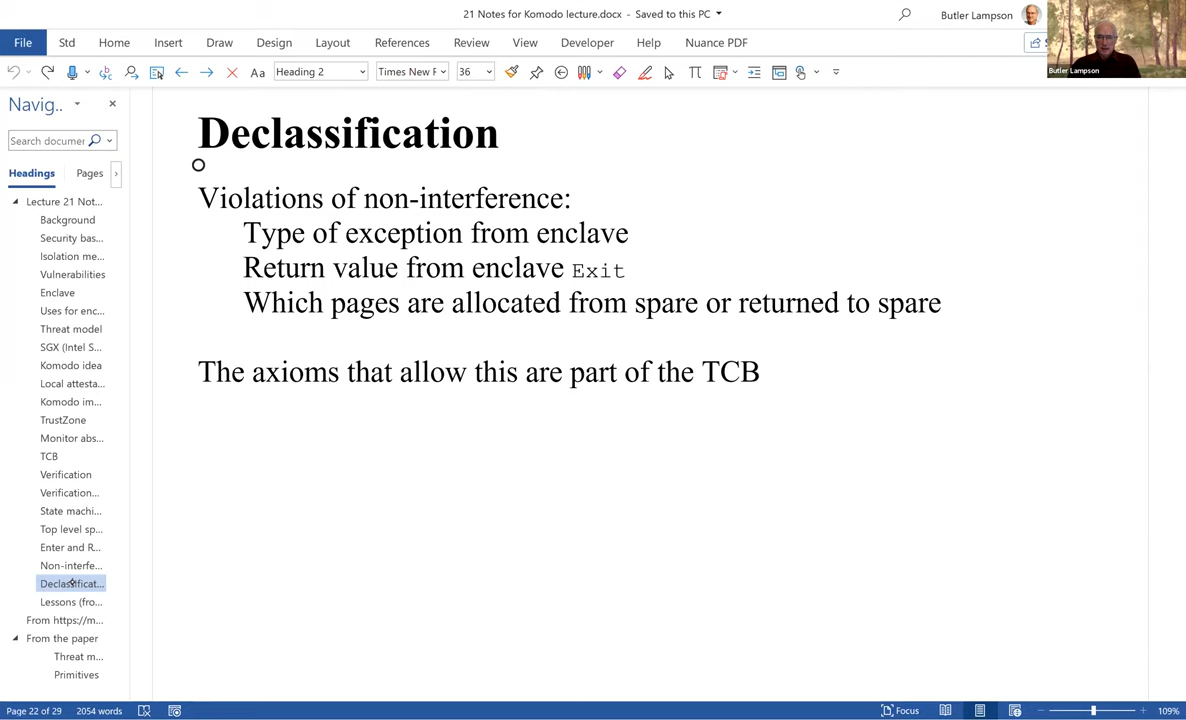 21 Notes for Komodo lecture.docx - Saved to this PC
Butler Lampson
File Std Home Insert Draw Design Layout References Review View Developer Help Nuance PDF
Aa Heading 2 Times New F 36
Butler Lampson
Navig..
Search documer
Headings Pages
Lecture 21 Not...
Background
Security bas...
Isolation me...
Vulnerabilities
Enclave
Uses for enc...
Threat model
SGX (Intel S...
Komodo idea
Local attesta...
Komodo im...
TrustZone
Monitor abs...
TCB
Verification
Verification...
State machi...
Top level sp...
Enter and R...
Non-interfe...
Declassificat...
Lessons (fro...
From https://m...
From the paper
Threat m...
Primitives
Declassification
Violations of non-interference:
Type of exception from enclave
Return value from enclave Exit
Which pages are allocated from spare or returned to spare
The axioms that allow this are part of the TCB
Page 22 of 29 2054 words Focus 109%